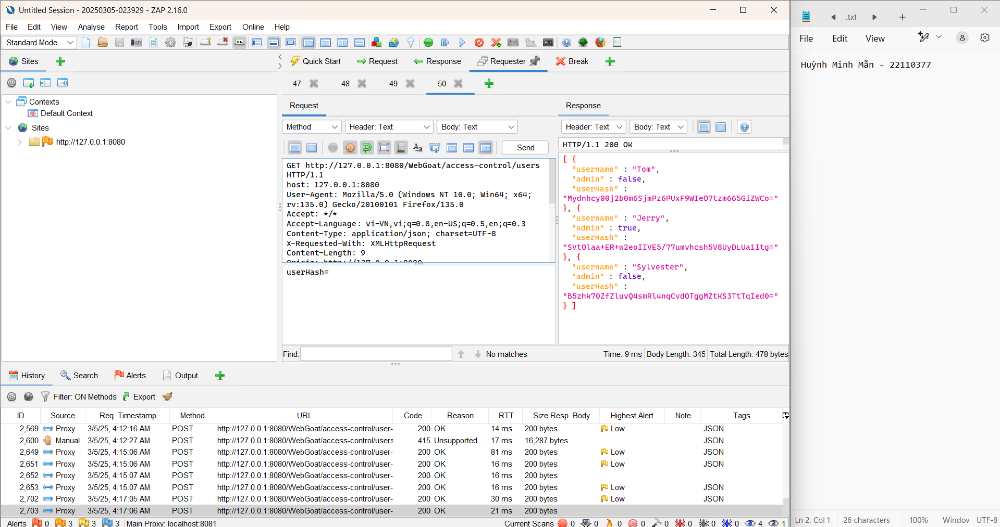 Untitled Session - 20250305-023929 - ZAP 2.16.0
File Edit View Analyse Report Tools Import Export Online Help
Standard Mode
Sites
Quick Start Request Response Requester Break
47 48 49 50
Contexts
Default Context
Sites
http://127.0.0.1:8080
Request
Method Header: Text Body: Text
Send
GET http://127.0.0.1:8080/WebGoat/access-control/users
HTTP/1.1
host: 127.0.0.1:8080
User-Agent: Mozilla/5.0 (Windows NT 10.0; Win64; x64;
rv:135.0) Gecko/20100101 Firefox/135.0
Accept: */*
Accept-Language: vi-VN,vi;q=0.8,en-US;q=0.5,en;q=0.3
Content-Type: application/json; charset=UTF-8
X-Requested-With: XMLHttpRequest
Content-Length: 9
Origin: http://127.0.0.1:8080
userHash=
Response
Header: Text Body: Text
HTTP/1.1 200 OK
[ {
"username" : "Tom",
"admin" : false,
"userHash" :
"Mydnhcy00j2b0m6SjmPz6PUxF9WIeO7tzm665GiZWCo="
}, {
"username" : "Jerry",
"admin" : true,
"userHash" :
"SVtOlaa+ER+w2eoIIVE5/77umvhcsh5V8UyDLUa1Itg="
}, {
"username" : "Sylvester",
"admin" : false,
"userHash" :
"B5zhk70ZfZluvQ4smRl4nqCvdOTggMZtKS3TtTqIed0="
} ]
Find: No matches Time: 9 ms Body Length: 345 Total Length: 478 bytes
History Search Alerts Output
Filter: ON Methods Export
ID Source Req. Timestamp Method URL Code Reason RTT Size Resp. Body Highest Alert Note Tags
2,569 Proxy 3/5/25, 4:12:16 AM POST http://127.0.0.1:8080/WebGoat/access-control/user- 200 OK 14 ms 200 bytes Low JSON
2,600 Manual 3/5/25, 4:12:27 AM POST http://127.0.0.1:8080/WebGoat/access-control/users 415 Unsupported ... 17 ms 16,287 bytes JSON
2,649 Proxy 3/5/25, 4:15:06 AM POST http://127.0.0.1:8080/WebGoat/access-control/user- 200 OK 81 ms 200 bytes Low JSON
2,651 Proxy 3/5/25, 4:15:06 AM POST http://127.0.0.1:8080/WebGoat/access-control/user- 200 OK 16 ms 200 bytes Low JSON
2,652 Proxy 3/5/25, 4:15:07 AM POST http://127.0.0.1:8080/WebGoat/access-control/user- 200 OK 16 ms 200 bytes
2,653 Proxy 3/5/25, 4:15:07 AM POST http://127.0.0.1:8080/WebGoat/access-control/user- 200 OK 16 ms 200 bytes Low JSON
2,702 Proxy 3/5/25, 4:17:05 AM POST http://127.0.0.1:8080/WebGoat/access-control/user- 200 OK 30 ms 200 bytes Low JSON
2,703 Proxy 3/5/25, 4:17:06 AM POST http://127.0.0.1:8080/WebGoat/access-control/user- 200 OK 21 ms 200 bytes
Alerts 0 3 3 3 Main Proxy: localhost:8081 Current Scans 0 0 0 0 0 0 0 0 4 1
.txt
File Edit View
Huỳnh Minh Mẫn - 22110377
Ln 2, Col 1 26 characters 100% Window UTF-8